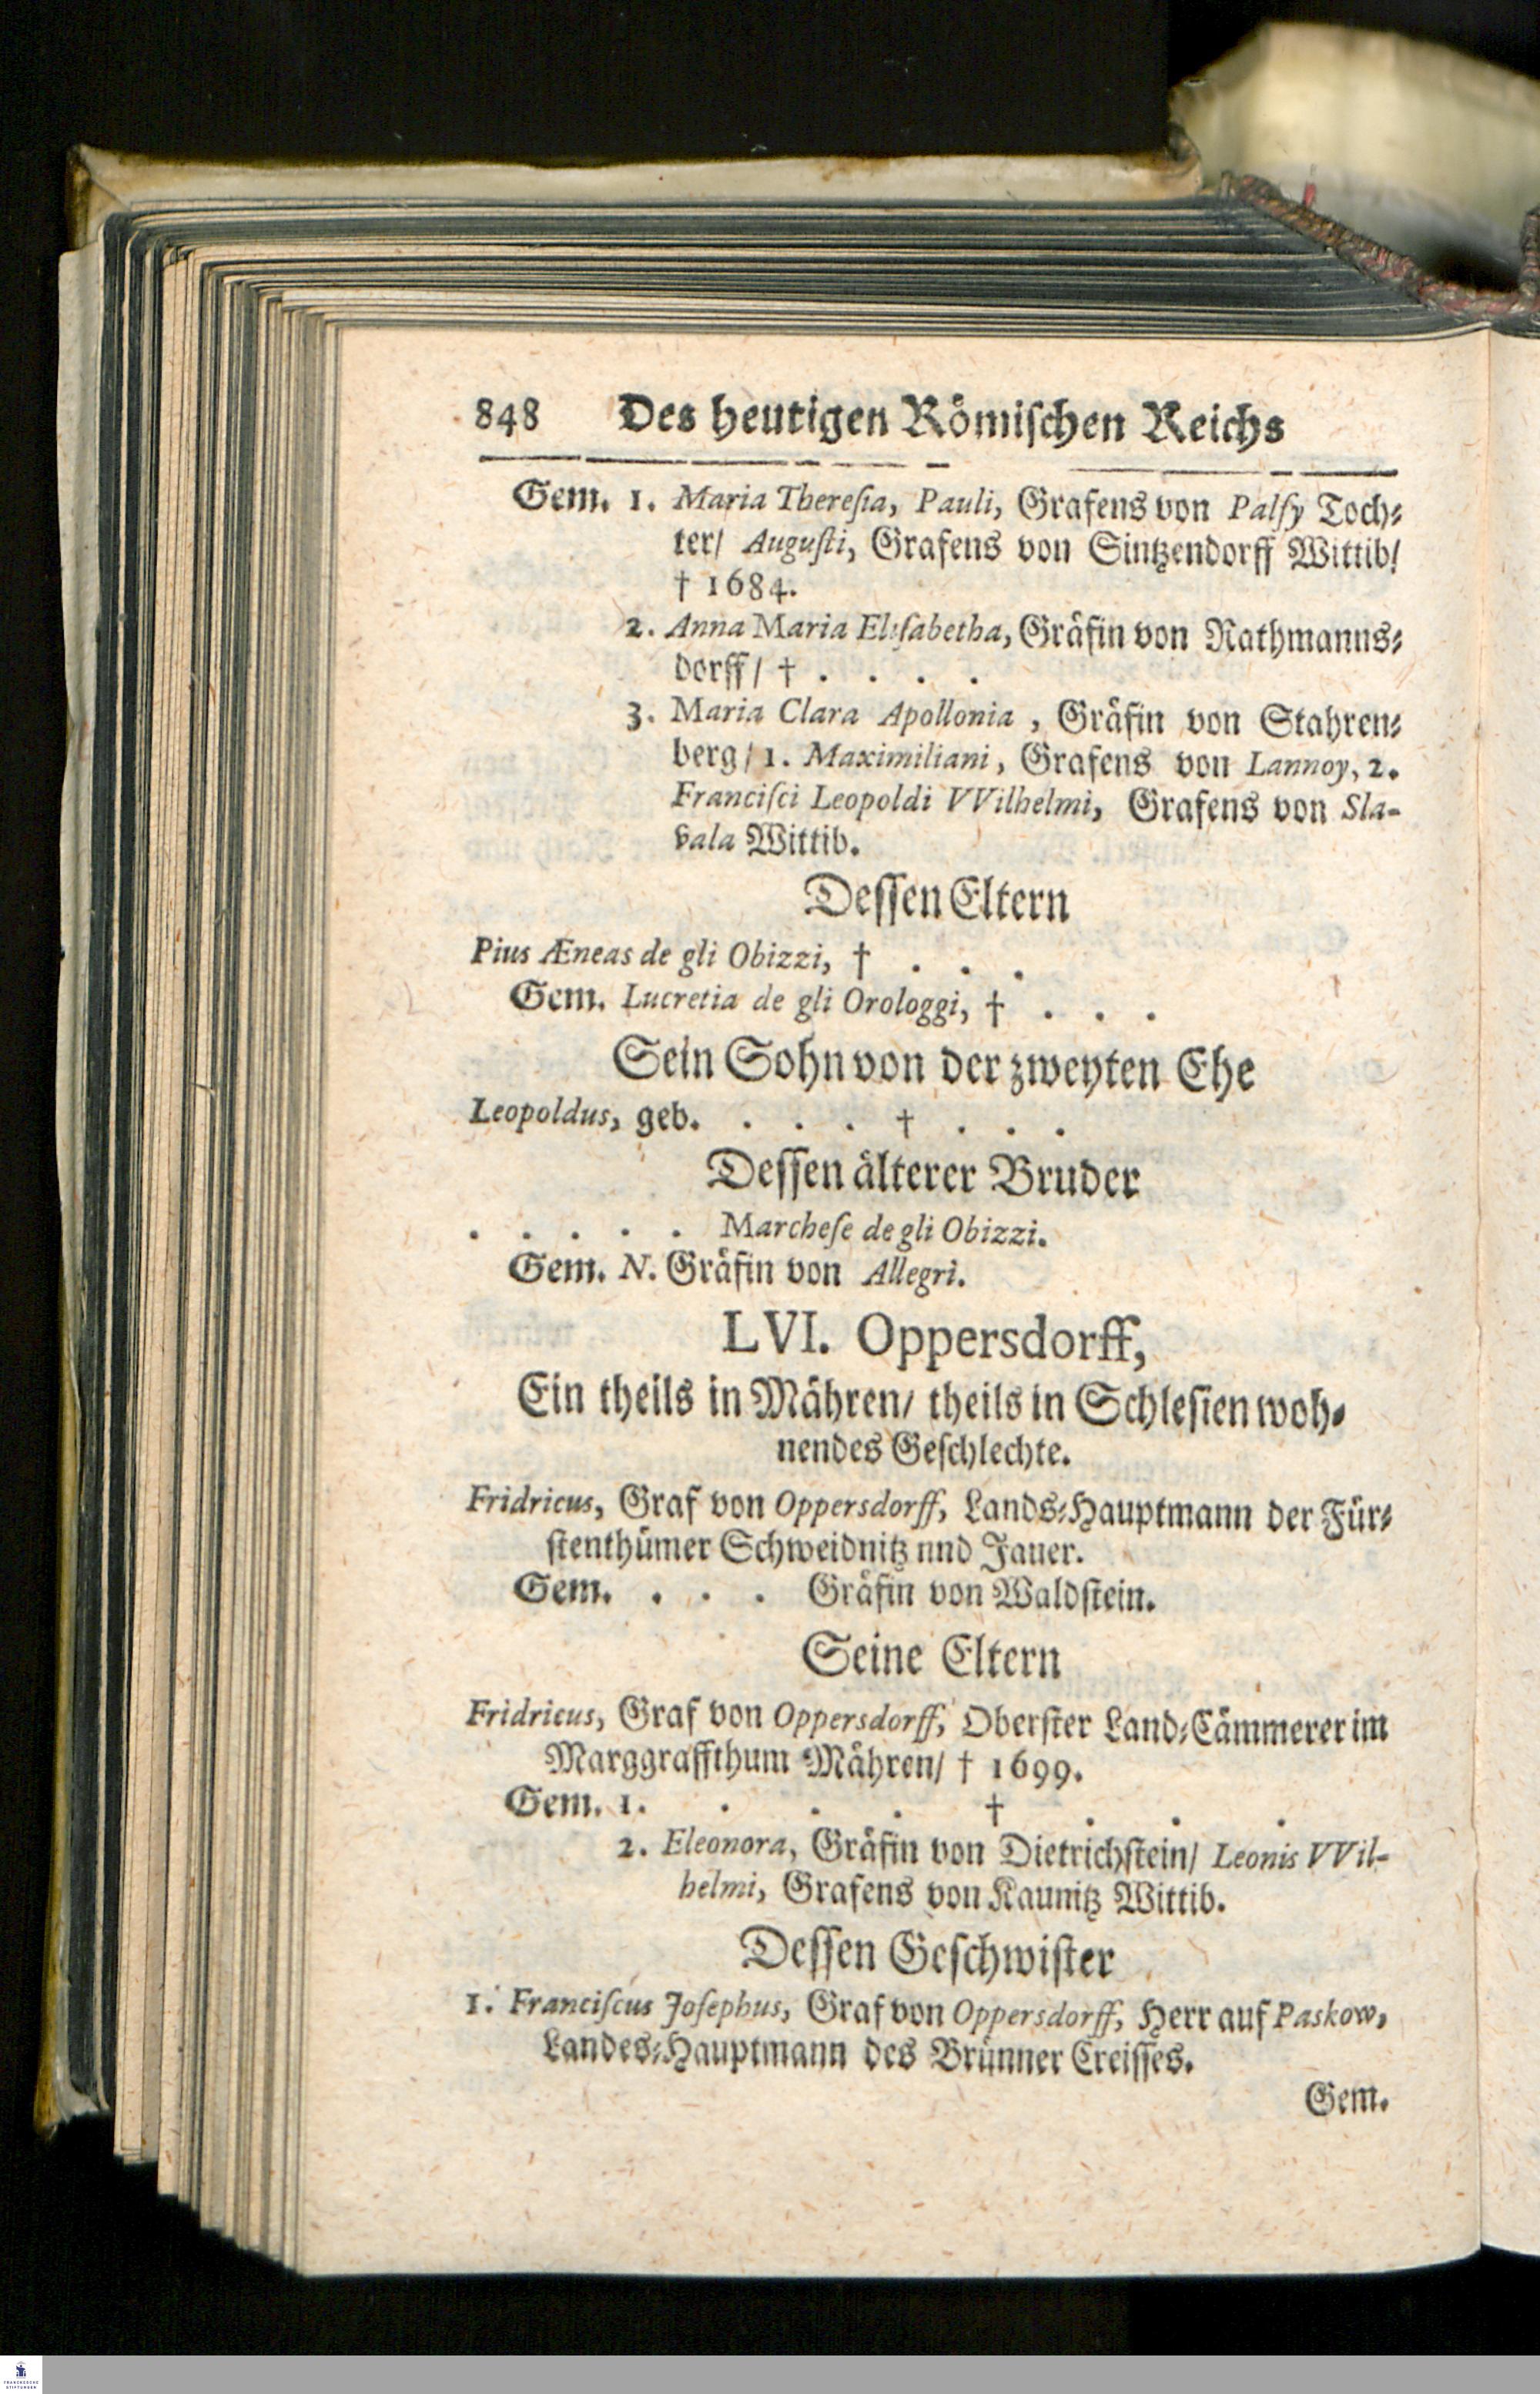 848 Des heutigen Römischen Reichs
Gem. 1. Maria Theresia, Pauli, Grafens von Palfy Toch-
ter/ Augusti, Grafens von Sintzendorff Wittib/
† 1684.
2. Anna Maria Elisabetha, Gräfin von Rathmanns-
dorff/ † . . . .
3. Maria Clara Apollonia, Gräfin von Stahren-
berg/ 1. Maximiliani, Grafens von Lannoy, 2.
Francisci Leopoldi VVilhelmi, Grafens von Sla-
vala Wittib.
Dessen Eltern
Pius Æneas de gli Obizzi, † . . .
Gem. Lucretia de gli Orologgi, † . . .
Sein Sohn von der zweyten Ehe
Leopoldus, geb. . . . † . . .
Dessen älterer Bruder
. . . . . Marchese de gli Obizzi.
Gem. N. Gräfin von Allegri.
LVI. Oppersdorff,
Ein theils in Mähren/ theils in Schlesien woh-
nendes Geschlechte.
Fridricus, Graf von Oppersdorff, Lands-Hauptmann der Für-
stenthümer Schweidnitz nnd Jauer.
Gem. . . . Gräfin von Waldstein.
Seine Eltern
Fridricus, Graf von Oppersdorff, Oberster Land-Cämmerer im
Marggraffthum Mähren/ † 1699.
Gem. 1. . . . † . . .
2. Eleonora, Gräfin von Dietrichstein/ Leonis VVil-
helmi, Grafens von Kaunitz Wittib.
Dessen Geschwister
1. Franciscus Josephus, Graf von Oppersdorff, Herr auf Paskow,
Landes-Hauptmann des Brünner Creisses.
Gem.
FRANCKESCHE
STIFTUNGEN